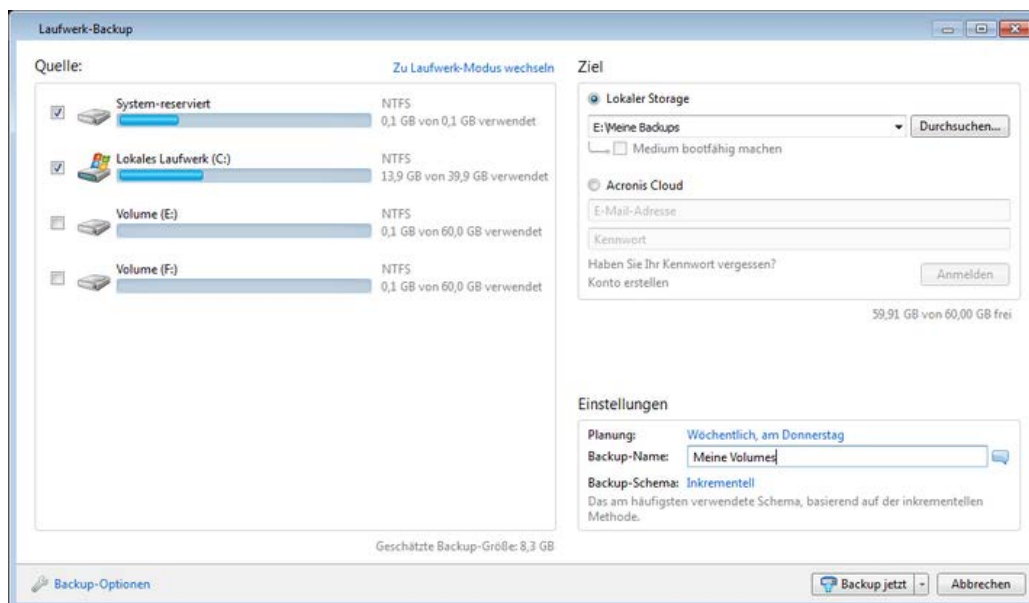 Laufwerk-Backup
Quelle:
Zu Laufwerk-Modus wechseln
System-reserviert
NTFS
0,1 GB von 0,1 GB verwendet
Lokales Laufwerk (C:)
NTFS
13,9 GB von 39,9 GB verwendet
Volume (E:)
NTFS
0,1 GB von 60,0 GB verwendet
Volume (F:)
NTFS
0,1 GB von 60,0 GB verwendet
Geschätzte Backup-Größe: 8,3 GB
Ziel
Lokaler Storage
E:\Meine Backups
Durchsuchen...
Medium bootfähig machen
Acronis Cloud
E-Mail-Adresse
Kennwort
Haben Sie Ihr Kennwort vergessen?
Konto erstellen
Anmelden
59,91 GB von 60,00 GB frei
Einstellungen
Planung: Wöchentlich, am Donnerstag
Backup-Name: Meine Volumes
Backup-Schema: Inkrementell
Das am häufigsten verwendete Schema, basierend auf der inkrementellen
Methode.
Backup-Optionen
Backup jetzt
Abbrechen